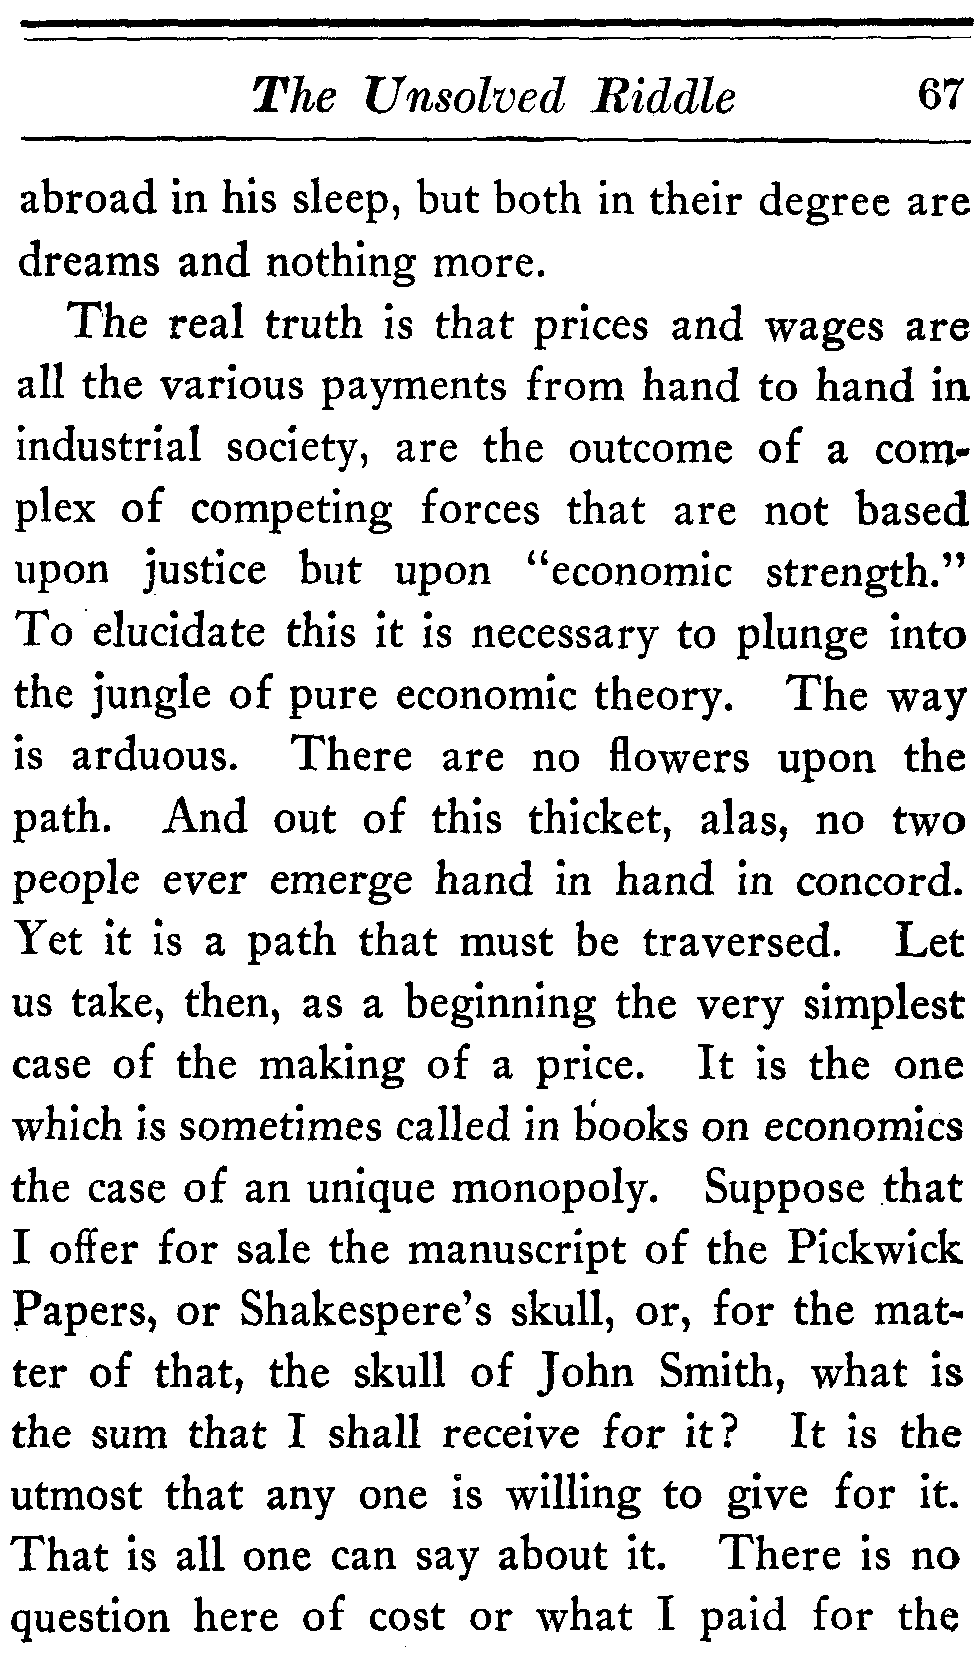 The Unsolved Riddle 67
abroad in his sleep, but both in their degree are
dreams and nothing more.
The real truth is that prices and wages are
all the various payments from hand to hand in
industrial society, are the outcome of a com-
plex of competing forces that are not based
upon justice but upon "economic strength."
To elucidate this it is necessary to plunge into
the jungle of pure economic theory. The way
is arduous. There are no flowers upon the
path. And out of this thicket, alas, no two
people ever emerge hand in hand in concord.
Yet it is a path that must be traversed. Let
us take, then, as a beginning the very simplest
case of the making of a price. It is the one
which is sometimes called in books on economics
the case of an unique monopoly. Suppose that
I offer for sale the manuscript of the Pickwick
Papers, or Shakespere's skull, or, for the mat-
ter of that, the skull of John Smith, what is
the sum that I shall receive for it? It is the
utmost that any one is willing to give for it.
That is all one can say about it. There is no
question here of cost or what I paid for the